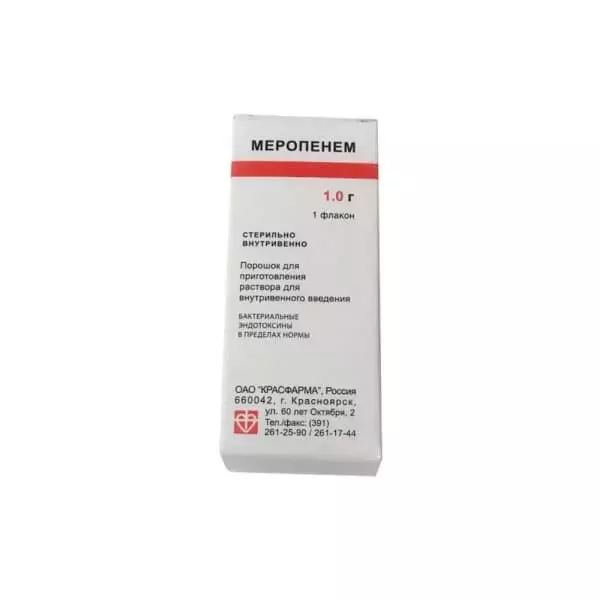 МЕРОПЕНЕМ
1.0 г
1 флакон
СТЕРИЛЬНО
ВНУТРИВЕННО
Порошок для
приготовления
раствора для
внутривенного введения
БАКТЕРИАЛЬНЫЕ
ЭНДОТОКСИНЫ
В ПРЕДЕЛАХ НОРМЫ
ОАО "КРАСФАРМА", Россия
660042, г. Красноярск,
ул. 60 лет Октября, 2
Тел./факс: (391)
261-25-90 / 261-17-44